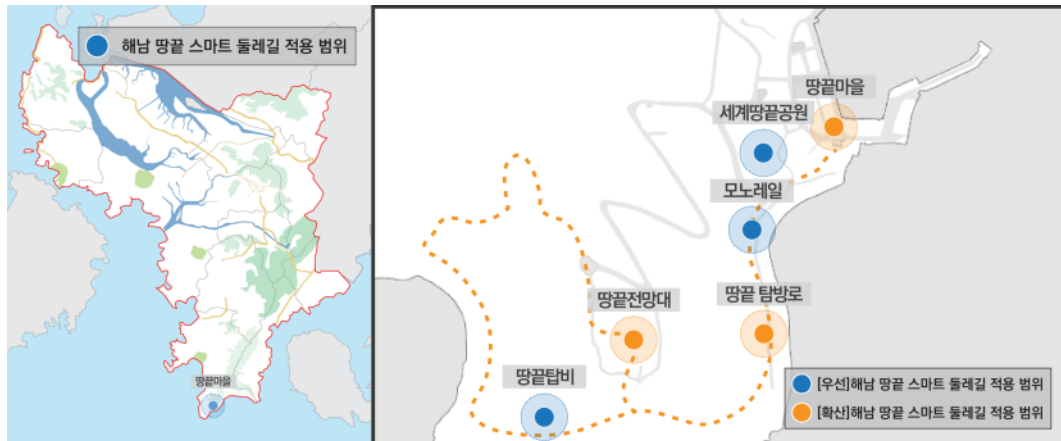 해남 땅끝 스마트 둘레길 적용 범위
땅끝마을
땅끝마을
세계땅끝공원
모노레일
땅끝전망대
땅끝 탐방로
땅끝탑비
[우선]해남 땅끝 스마트 둘레길 적용 범위
[확산]해남 땅끝 스마트 둘레길 적용 범위